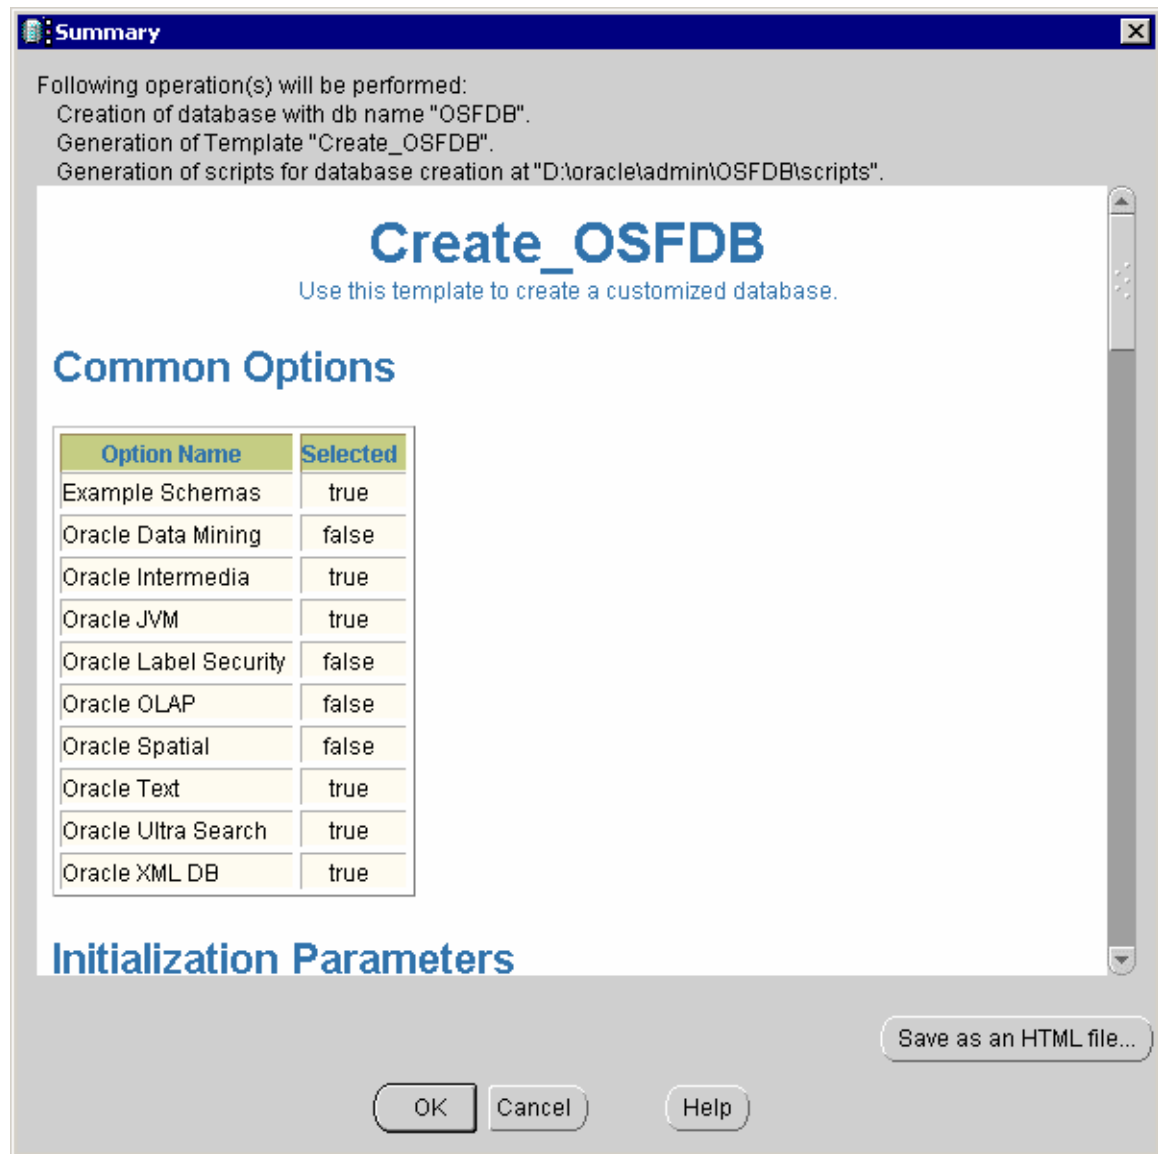 Summary
Following operation(s) will be performed:
Creation of database with db name "OSFDB".
Generation of Template "Create_OSFDB".
Generation of scripts for database creation at "D:\oracle\admin\OSFDB\scripts".
Create_OSFDB
Use this template to create a customized database.
Common Options
Option Name Selected
Example Schemas true
Oracle Data Mining false
Oracle Intermedia true
Oracle JVM true
Oracle Label Security false
Oracle OLAP false
Oracle Spatial false
Oracle Text true
Oracle Ultra Search true
Oracle XML DB true
Initialization Parameters
Save as an HTML file...
OK Cancel Help